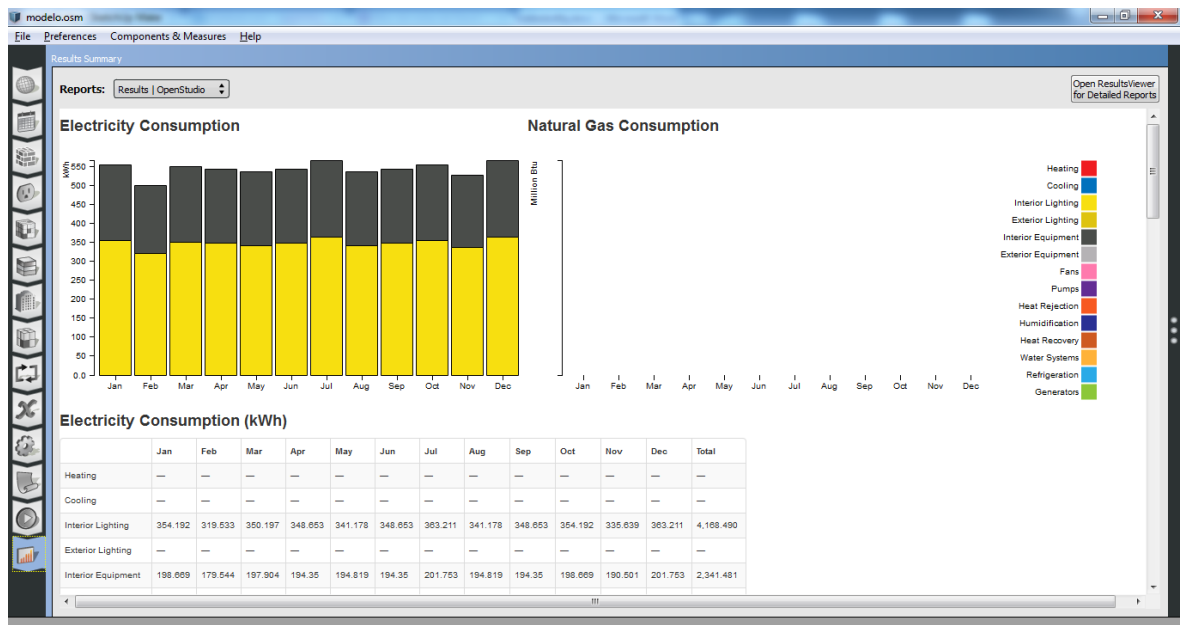 modelo.osm
File Preferences Components & Measures Help
Results Summary
Reports: Results | OpenStudio
Open ResultsViewer
for Detailed Reports
Electricity Consumption
Natural Gas Consumption
kWh
550
500
450
400
350
300
250
200
150
100
50
0.0
Jan Feb Mar Apr May Jun Jul Aug Sep Oct Nov Dec
Million Btu
Jan Feb Mar Apr May Jun Jul Aug Sep Oct Nov Dec
Heating
Cooling
Interior Lighting
Exterior Lighting
Interior Equipment
Exterior Equipment
Fans
Pumps
Heat Rejection
Humidification
Heat Recovery
Water Systems
Refrigeration
Generators
Electricity Consumption (kWh)
Jan Feb Mar Apr May Jun Jul Aug Sep Oct Nov Dec Total
Heating — — — — — — — — — — — — —
Cooling — — — — — — — — — — — — —
Interior Lighting 354.192 319.533 350.197 348.653 341.178 348.653 363.211 341.178 348.653 354.192 335.639 363.211 4,168.490
Exterior Lighting — — — — — — — — — — — — —
Interior Equipment 198.669 179.544 197.904 194.35 194.819 194.35 201.753 194.819 194.35 198.669 190.501 201.753 2,341.481